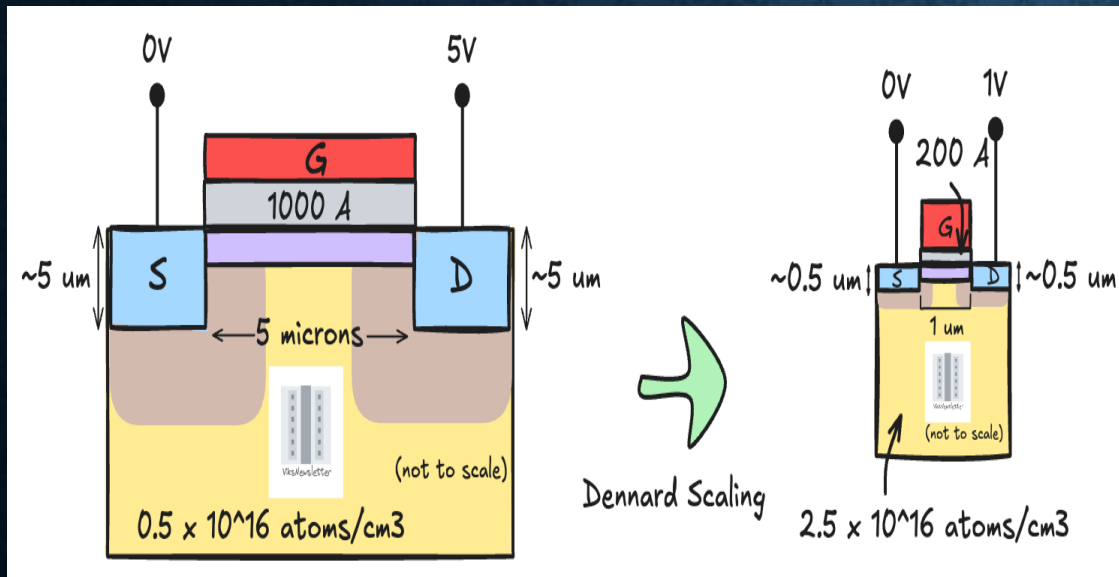 0V
5V
G
1000 A
S
D
~5 um
~5 um
5 microns
ViksNewsletter
(not to scale)
0.5 x 10^16 atoms/cm3
Dennard Scaling
0V
1V
200 A
G
S
D
~0.5 um
~0.5 um
1 um
ViksNewsletter
(not to scale)
2.5 x 10^16 atoms/cm3